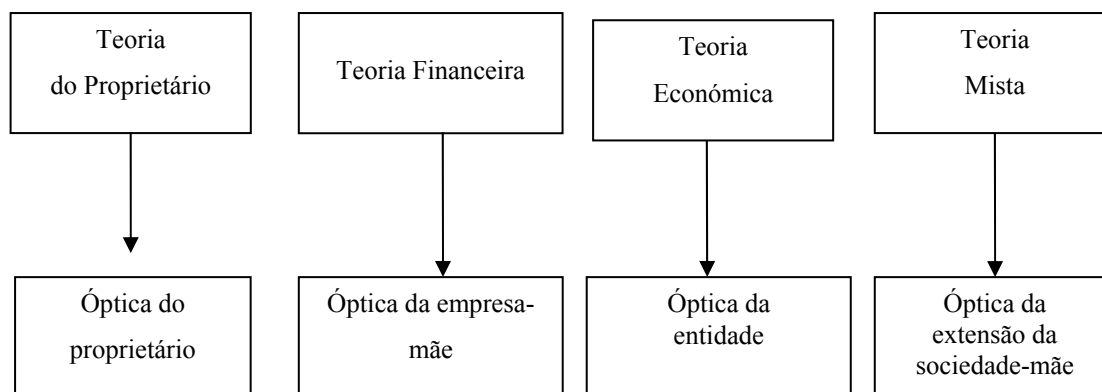 Teoria
do Proprietário
Teoria Financeira
Teoria
Económica
Teoria
Mista
Óptica do
proprietário
Óptica da empresa-
mãe
Óptica da
entidade
Óptica da
extensão da
sociedade-mãe